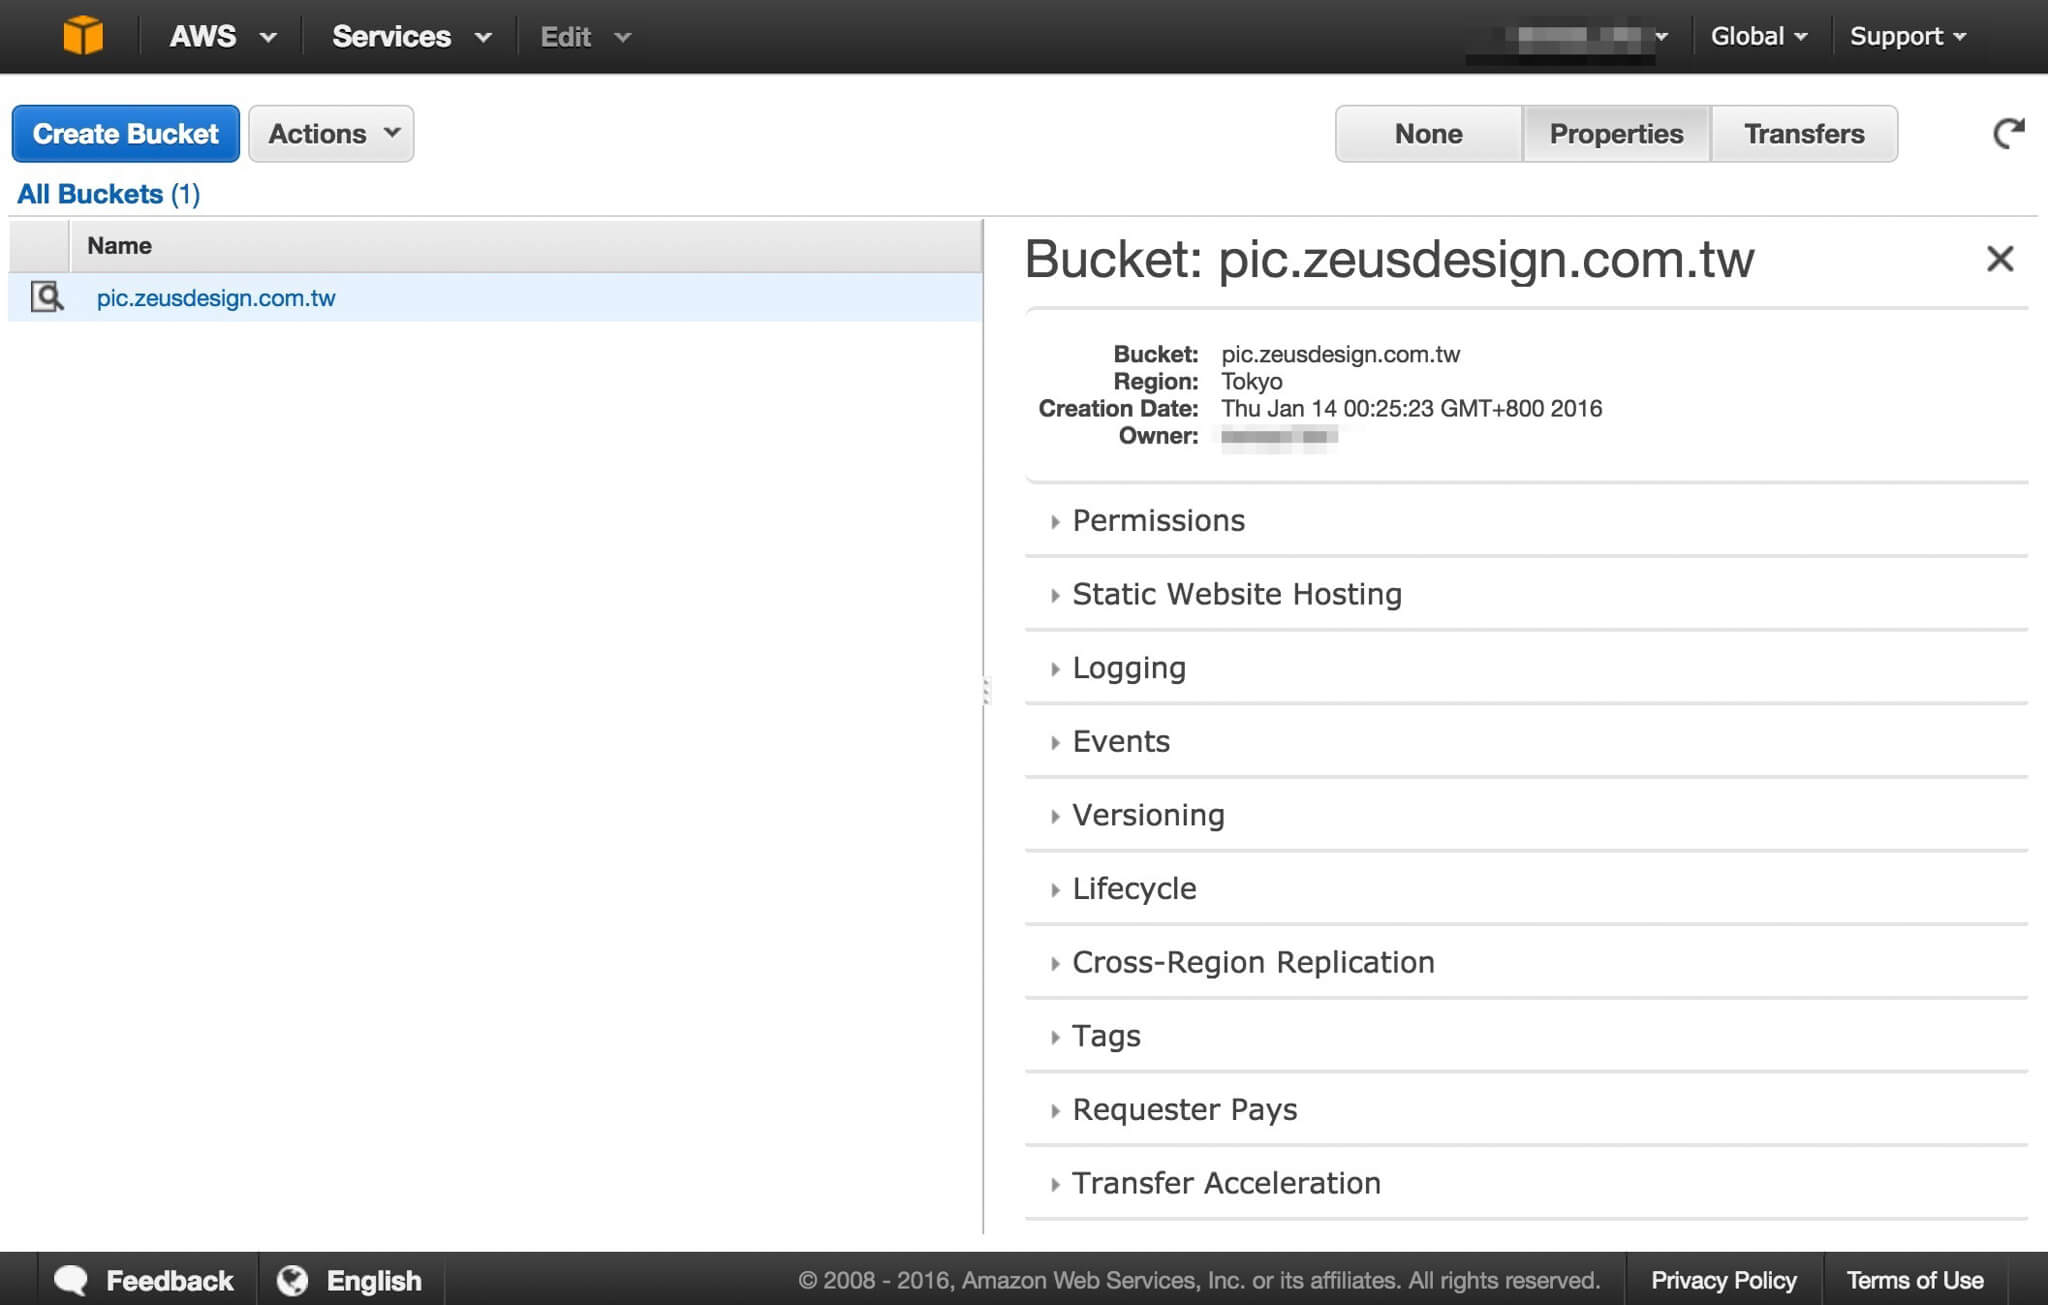 AWS Services Edit Global Support
Create Bucket Actions None Properties Transfers
All Buckets (1)
Name
pic.zeusdesign.com.tw
Bucket: pic.zeusdesign.com.tw
Bucket: pic.zeusdesign.com.tw
Region: Tokyo
Creation Date: Thu Jan 14 00:25:23 GMT+800 2016
Owner:
Permissions
Static Website Hosting
Logging
Events
Versioning
Lifecycle
Cross-Region Replication
Tags
Requester Pays
Transfer Acceleration
Feedback English © 2008 - 2016, Amazon Web Services, Inc. or its affiliates. All rights reserved. Privacy Policy Terms of Use